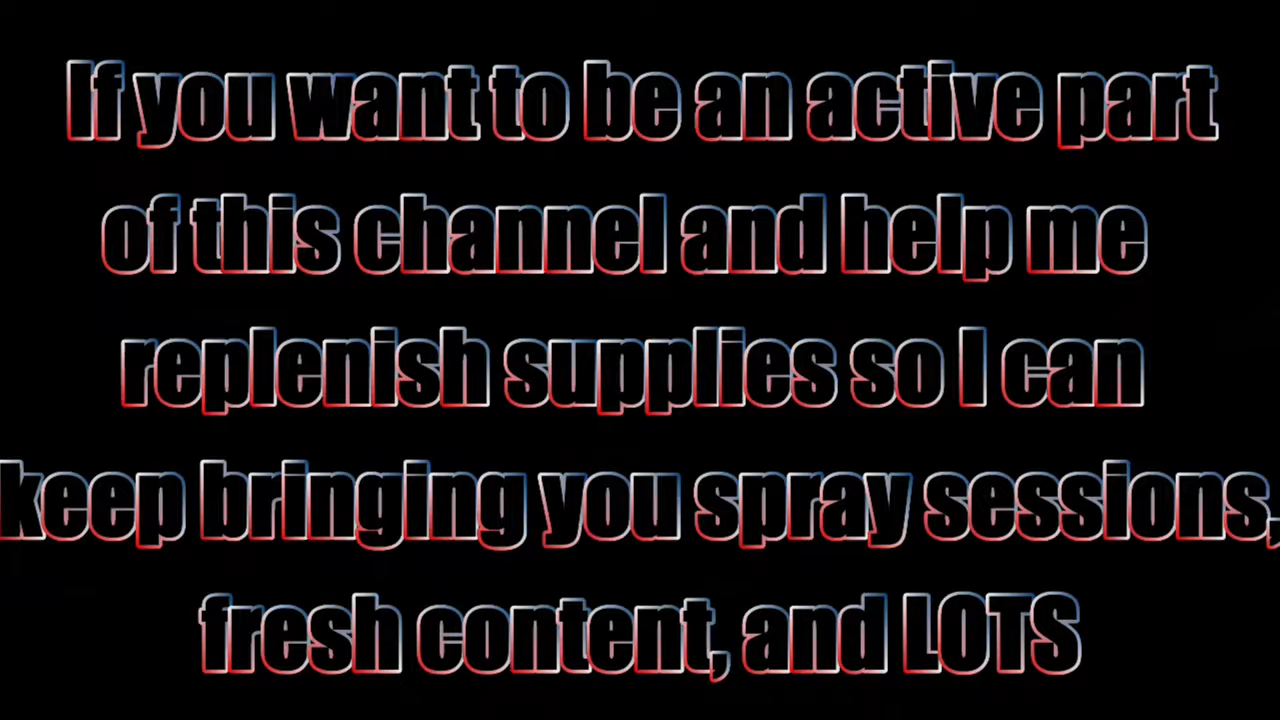 If you want to be an active part
of this channel and help me
replenish supplies so I can
keep bringing you spray sessions,
fresh content, and LOTS